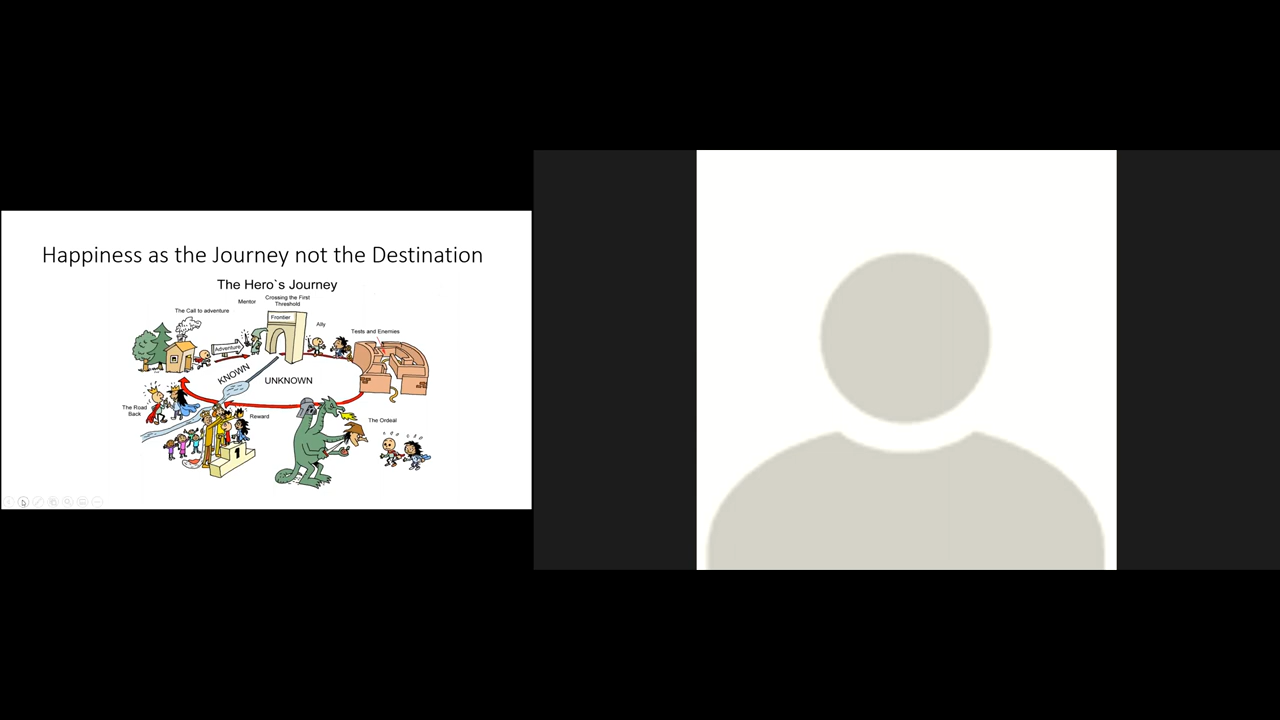 Happiness as the Journey not the Destination
The Hero`s Journey
Mentor
Crossing the First
Threshold
The Call to adventure
Frontier
Ally
Tests and Enemies
Adventure
KNOWN
UNKNOWN
The Road
Back
Reward
The Ordeal
1